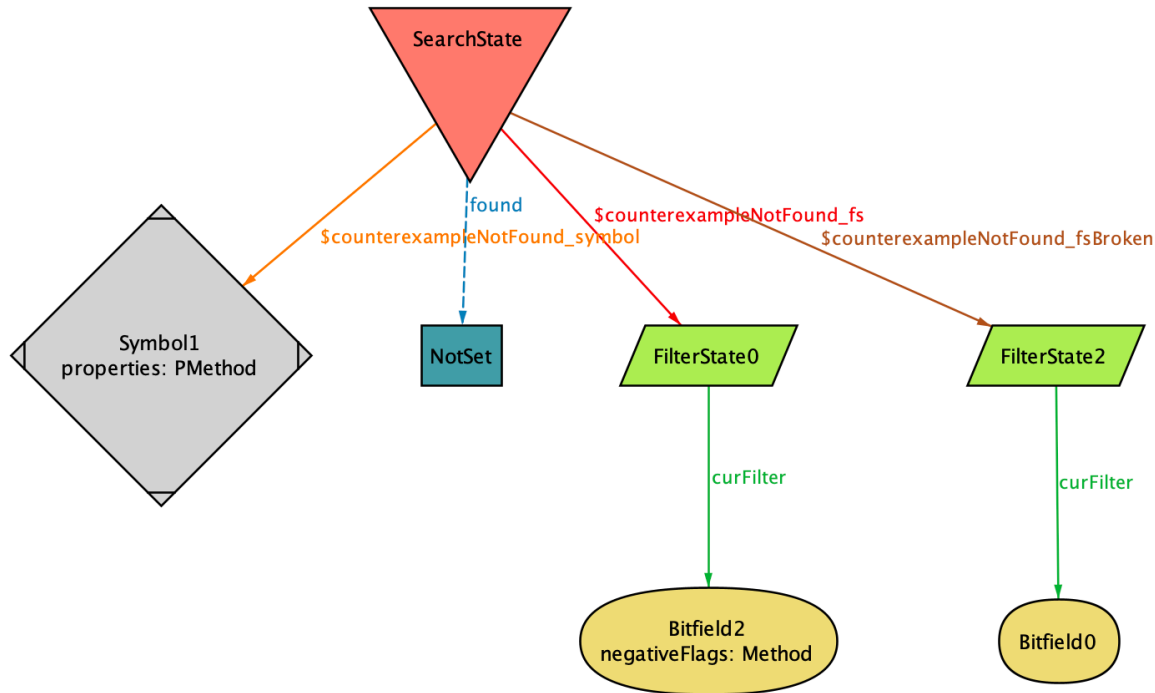 SearchState
found
$counterexampleNotFound_fs
$counterexampleNotFound_symbol
$counterexampleNotFound_fsBroken
Symbol1
properties: PMethod
NotSet
FilterState0
FilterState2
curFilter
curFilter
Bitfield2
negativeFlags: Method
Bitfield0